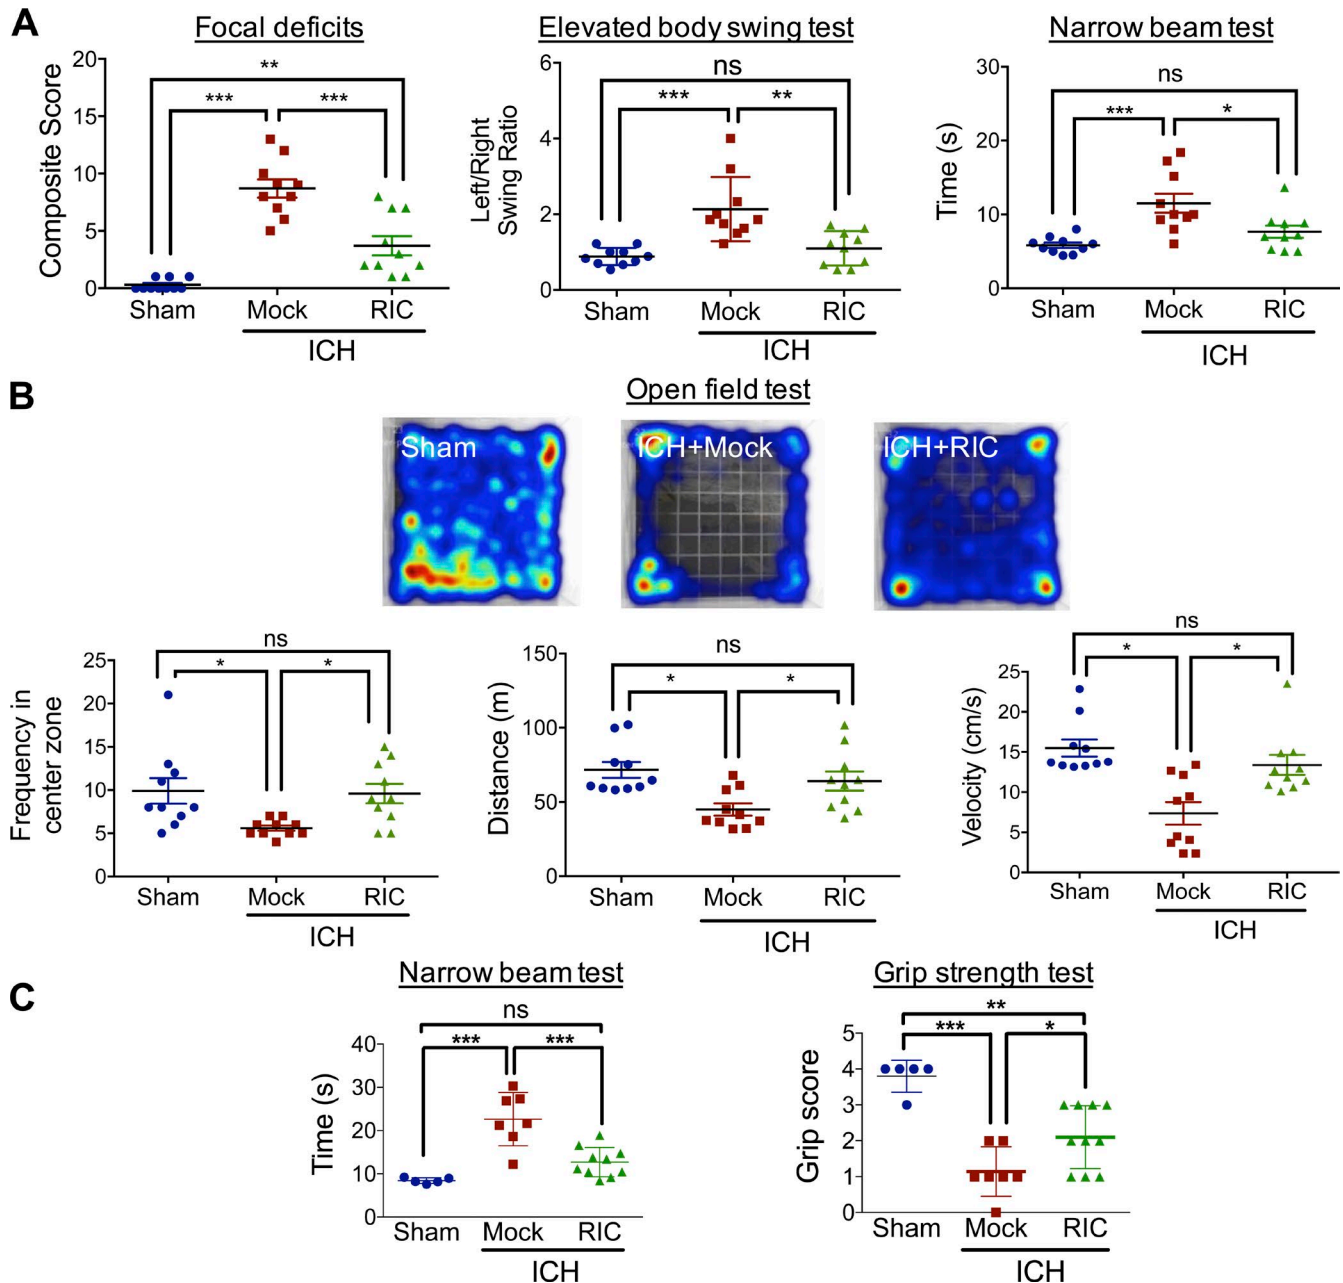 A
Focal deficits
Composite Score
20
15
10
5
0
**
***
***
Sham
Mock
RIC
ICH
Elevated body swing test
Left/Right
Swing Ratio
6
4
2
0
ns
***
**
Sham
Mock
RIC
ICH
Narrow beam test
Time (s)
30
20
10
0
ns
***
*
Sham
Mock
RIC
ICH
B
Open field test
Sham
ICH+Mock
ICH+RIC
Frequency in
center zone
25
20
15
10
5
0
ns
*
*
Sham
Mock
RIC
ICH
Distance (m)
150
100
50
0
ns
*
*
Sham
Mock
RIC
ICH
Velocity (cm/s)
25
20
15
10
5
0
ns
*
*
Sham
Mock
RIC
ICH
C
Narrow beam test
Time (s)
40
30
20
10
0
ns
***
***
Sham
Mock
RIC
ICH
Grip strength test
Grip score
5
4
3
2
1
0
**
***
*
Sham
Mock
RIC
ICH